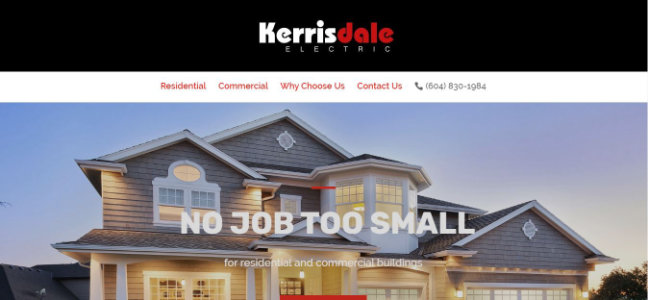 Kerrisdale
ELECTRIC
Residential Commercial Why Choose Us Contact Us (604) 830-1984
NO JOB TOO SMALL
for residential and commercial buildings